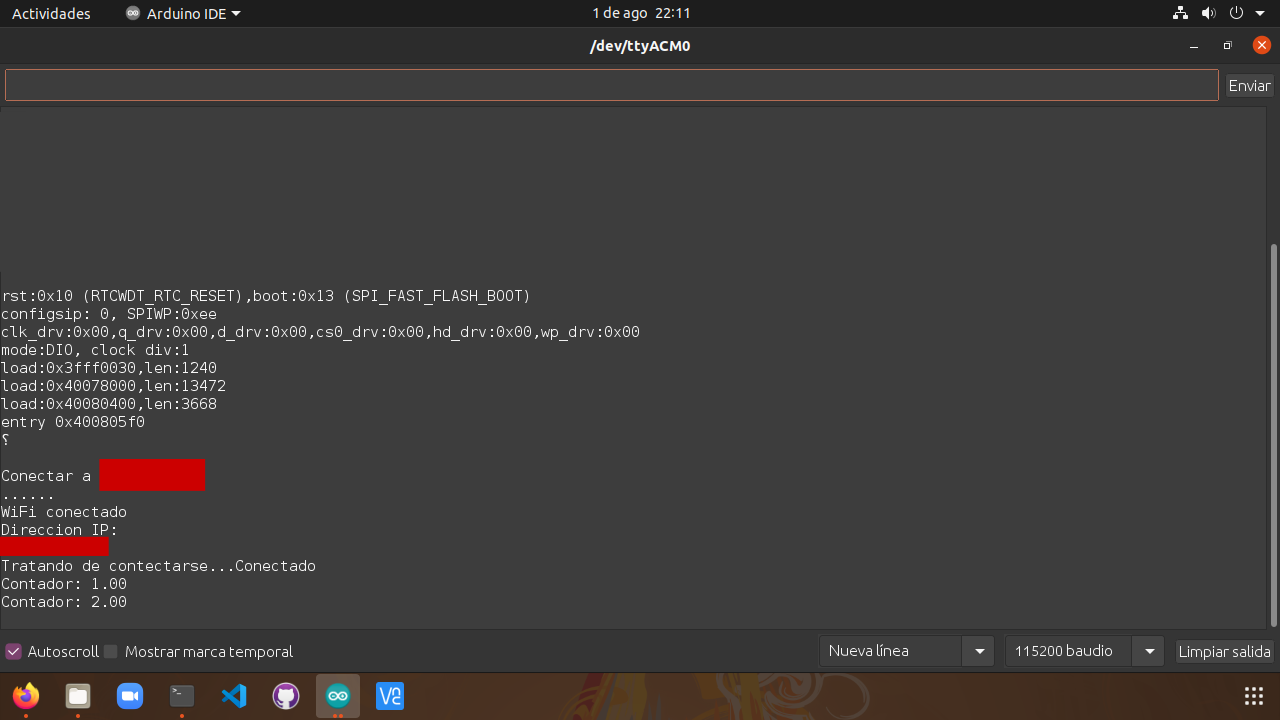 Actividades
Arduino IDE
1 de ago 22:11
/dev/ttyACM0
Enviar
rst:0x10 (RTCWDT_RTC_RESET),boot:0x13 (SPI_FAST_FLASH_BOOT)
configsip: 0, SPIWP:0xee
clk_drv:0x00,q_drv:0x00,d_drv:0x00,cs0_drv:0x00,hd_drv:0x00,wp_drv:0x00
mode:DIO, clock div:1
load:0x3fff0030,len:1240
load:0x40078000,len:13472
load:0x40080400,len:3668
entry 0x400805f0
؟
Conectar a
......
WiFi conectado
Direccion IP:
Tratando de contectarse...Conectado
Contador: 1.00
Contador: 2.00
Autoscroll
Mostrar marca temporal
Nueva línea
115200 baudio
Limpiar salida